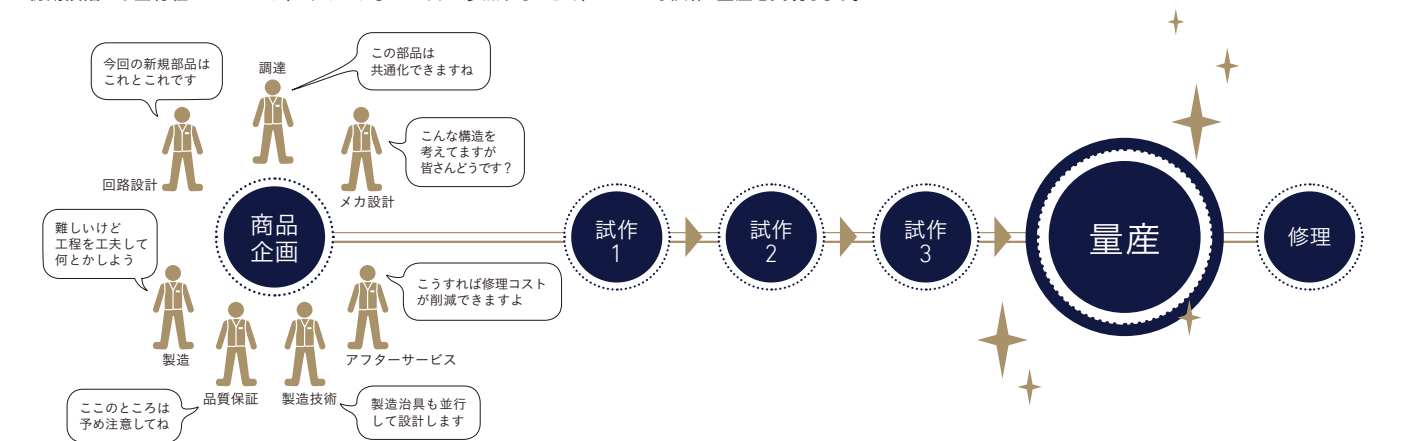 今回の新規部品は
これとこれです
調達
この部品は
共通化できますね
こんな構造を
考えてますが
皆さんどうです？
回路設計
メカ設計
商品
企画
難しいけど
工程を工夫して
何とかしよう
製造
こうすれば修理コスト
が削減できますよ
アフターサービス
品質保証
製造技術
ここのところは
予め注意してね
製造治具も並行
して設計します
試作
1
試作
2
試作
3
量産
修理